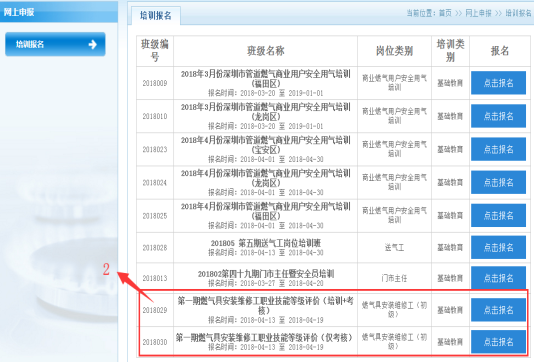 网上申报
培训报名
当前位置：首页 >> 网上申报 >> 培训报名
培训报名
班级编号 班级名称 岗位类别 培训类别 报名
2018009 2018年3月份深圳市管道燃气商业用户安全用气培训 商业燃气用户安全用气培训 基础教育 点击报名
(福田区)
报名时间：2018-03-20 至 2019-01-01
2018010 2018年3月份深圳市管道燃气商业用户安全用气培训 商业燃气用户安全用气培训 基础教育 点击报名
(龙岗区)
报名时间：2018-03-20 至 2019-01-01
2018023 2018年4月份深圳市管道燃气商业用户安全用气培训 商业燃气用户安全用气培训 基础教育 点击报名
(宝安区)
报名时间：2018-04-01 至 2018-04-30
2018024 2018年4月份深圳市管道燃气商业用户安全用气培训 商业燃气用户安全用气培训 基础教育 点击报名
(龙岗区)
报名时间：2018-04-01 至 2018-04-30
2018025 2018年4月份深圳市管道燃气商业用户安全用气培训 商业燃气用户安全用气培训 基础教育 点击报名
(福田区)
报名时间：2018-04-01 至 2018-04-30
2018028 201805 第五期送气工岗位培训班 送气工 基础教育 点击报名
报名时间：2018-04-13 至 2018-04-30
2018013 201802第四十九期门市主任暨安全员培训 门市主任 基础教育 点击报名
报名时间：2018-03-27 至 2018-04-20
2
2018029 第一期燃气具安装维修工职业技能等级评价（培训+考核） 燃气具安装维修工（初级） 基础教育 点击报名
报名时间：2018-04-13 至 2018-04-19
2018030 第一期燃气具安装维修工职业技能等级评价（仅考核） 燃气具安装维修工（初级） 基础教育 点击报名
报名时间：2018-04-13 至 2018-04-19